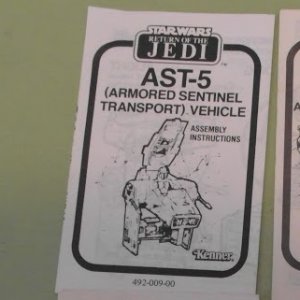 STAR WARS
RETURN OF THE
JEDI
AST-5
(ARMORED SENTINEL
TRANSPORT) VEHICLE
ASSEMBLY
INSTRUCTIONS
Kenner
492-009-00